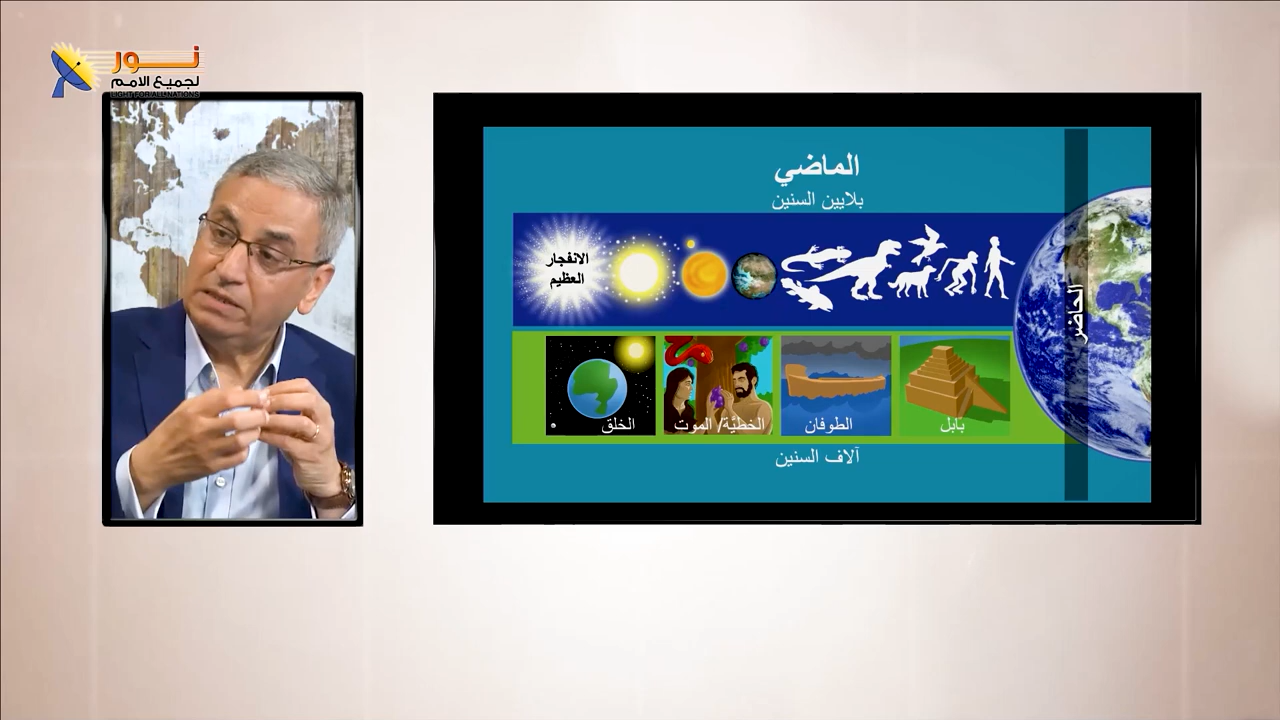 نور
لجميع الامم
LIGHT FOR ALL NATIONS
الماضي
بلايين السنين
الانفجار
العظيم
الحاضر
الخلق
الخطيَّة/ الموت
الطوفان
بابل
آلاف السنين